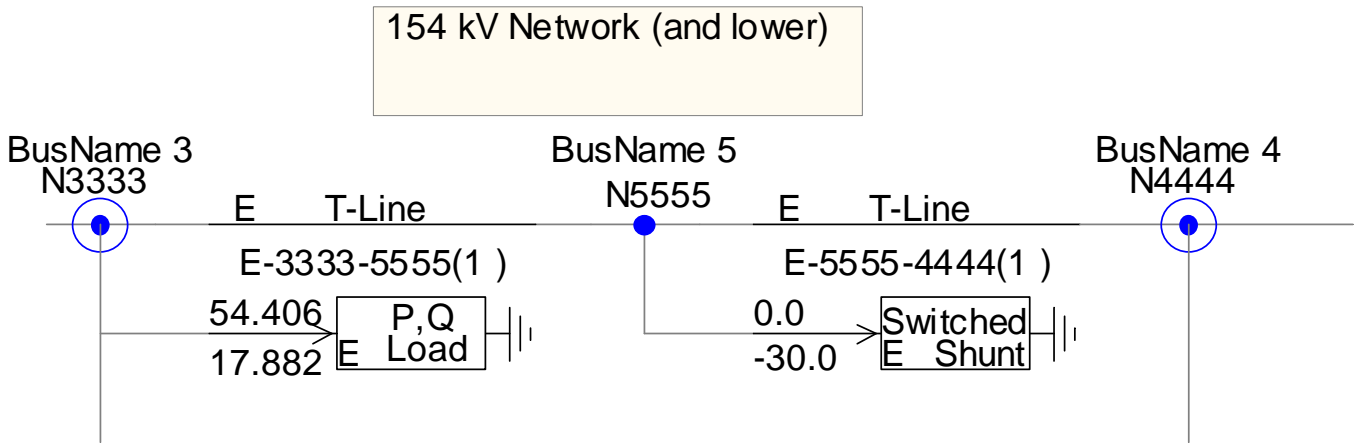 154 kV Network (and lower)
BusName 3
N3333
BusName 5
N5555
BusName 4
N4444
E T-Line
E T-Line
E-3333-5555(1 )
E-5555-4444(1 )
54.406
17.882
P,Q
E Load
0.0
-30.0
Switched
E Shunt